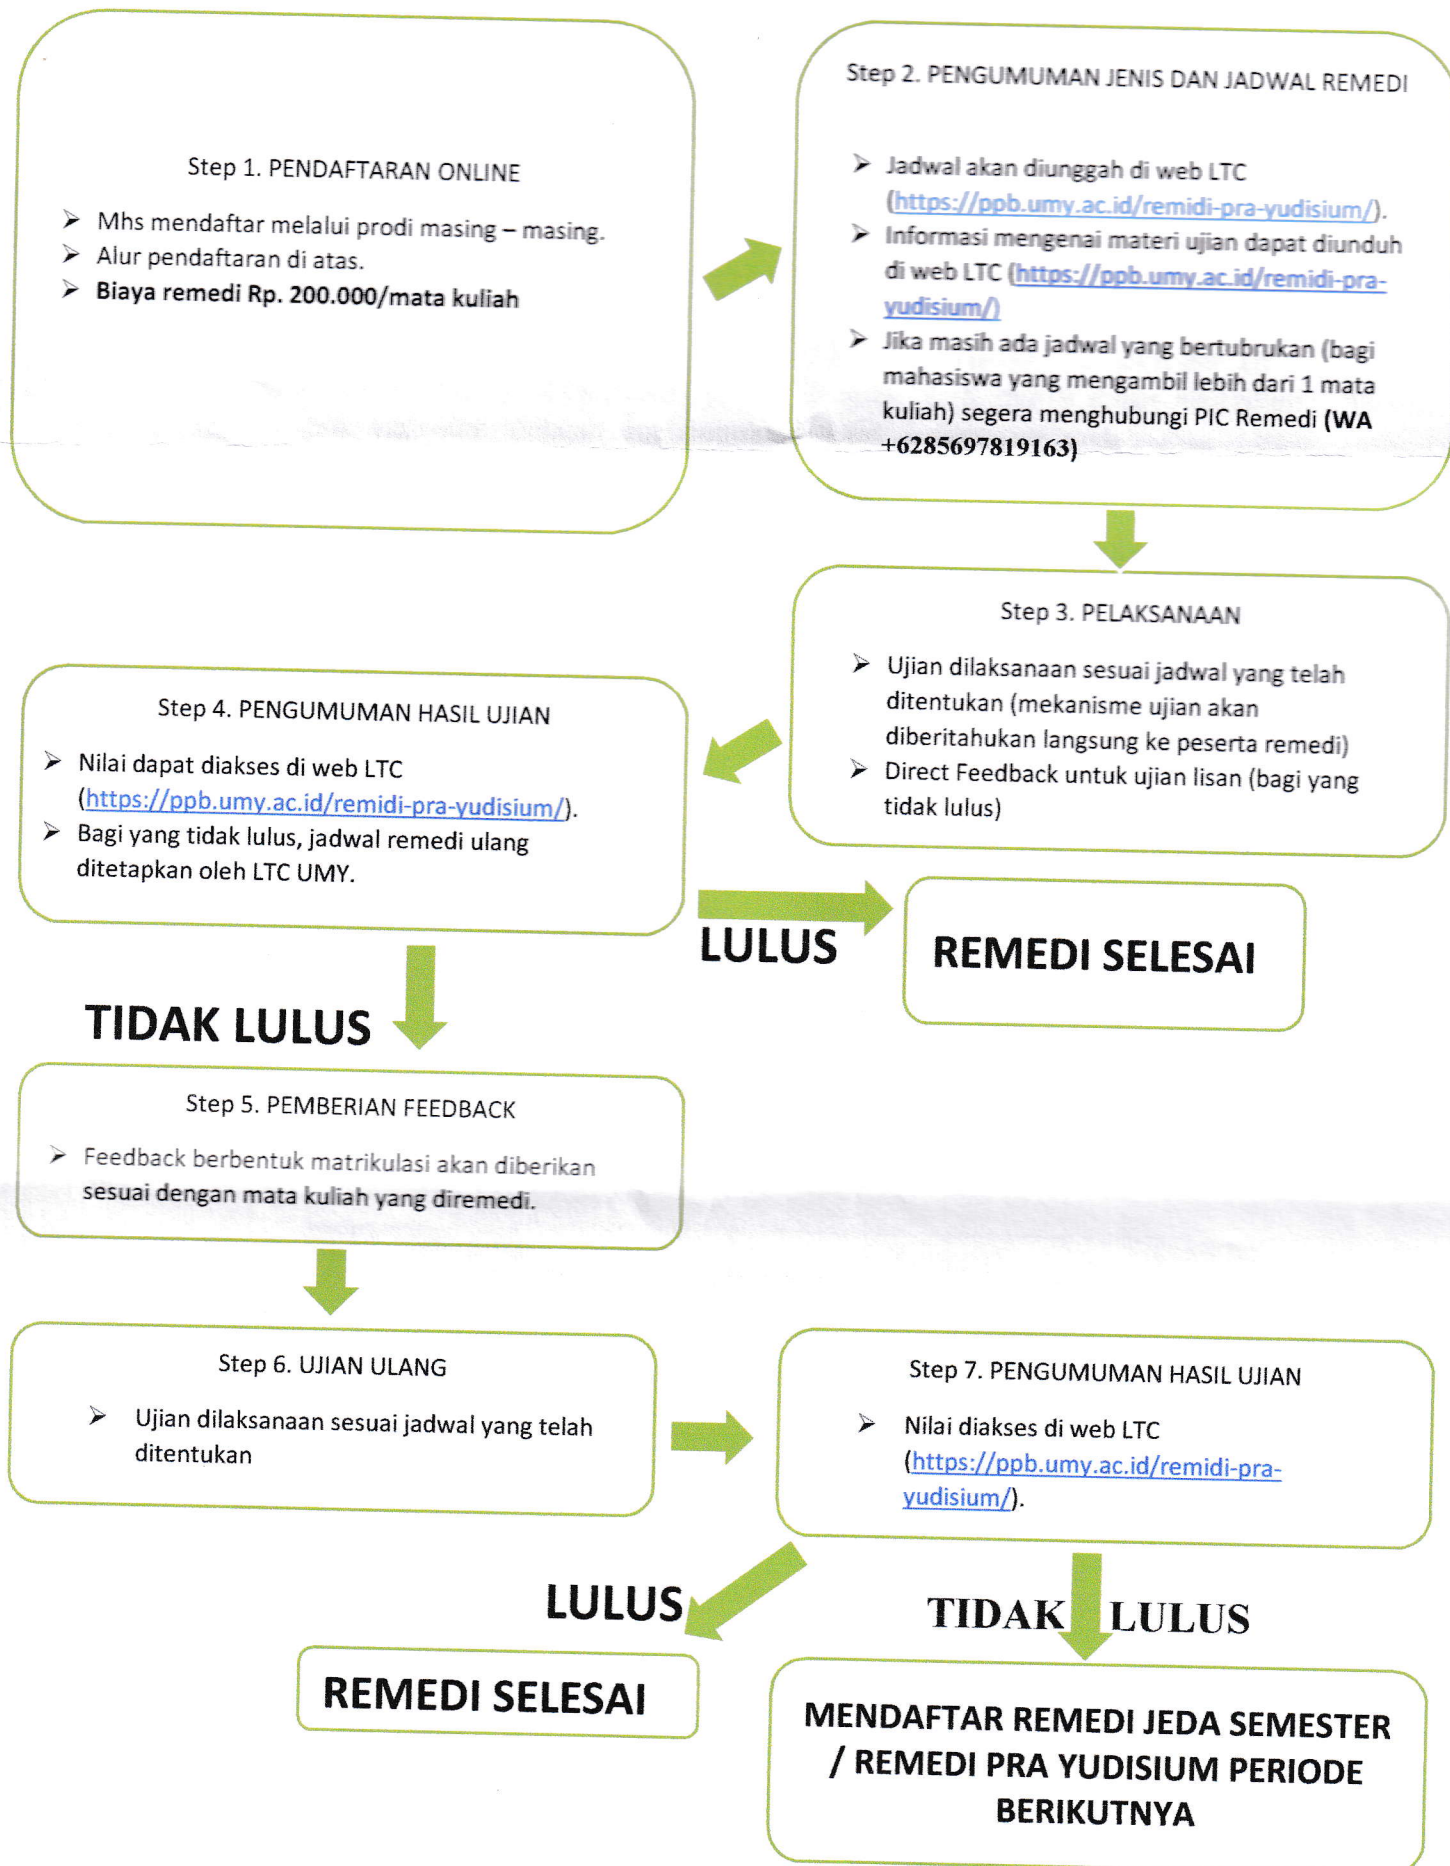 Step 1. PENDAFTARAN ONLINE
➢ Mhs mendaftar melalui prodi masing – masing.
➢ Alur pendaftaran di atas.
➢ Biaya remedi Rp. 200.000/mata kuliah
Step 2. PENGUMUMAN JENIS DAN JADWAL REMEDI
➢ Jadwal akan diunggah di web LTC
(https://ppb.umy.ac.id/remidi-pra-yudisium/).
➢ Informasi mengenai materi ujian dapat diunduh
di web LTC (https://ppb.umy.ac.id/remidi-pra-
yudisium/)
➢ Jika masih ada jadwal yang bertubrukan (bagi
mahasiswa yang mengambil lebih dari 1 mata
kuliah) segera menghubungi PIC Remedi (WA
+6285697819163)
Step 3. PELAKSANAAN
➢ Ujian dilaksanaan sesuai jadwal yang telah
ditentukan (mekanisme ujian akan
diberitahukan langsung ke peserta remedi)
➢ Direct Feedback untuk ujian lisan (bagi yang
tidak lulus)
Step 4. PENGUMUMAN HASIL UJIAN
➢ Nilai dapat diakses di web LTC
(https://ppb.umy.ac.id/remidi-pra-yudisium/).
➢ Bagi yang tidak lulus, jadwal remedi ulang
ditetapkan oleh LTC UMY.
LULUS
REMEDI SELESAI
TIDAK LULUS
Step 5. PEMBERIAN FEEDBACK
➢ Feedback berbentuk matrikulasi akan diberikan
sesuai dengan mata kuliah yang diremedi.
Step 6. UJIAN ULANG
➢ Ujian dilaksanaan sesuai jadwal yang telah
ditentukan
Step 7. PENGUMUMAN HASIL UJIAN
➢ Nilai diakses di web LTC
(https://ppb.umy.ac.id/remidi-pra-
yudisium/).
LULUS
REMEDI SELESAI
TIDAK LULUS
MENDAFTAR REMEDI JEDA SEMESTER
/ REMEDI PRA YUDISIUM PERIODE
BERIKUTNYA